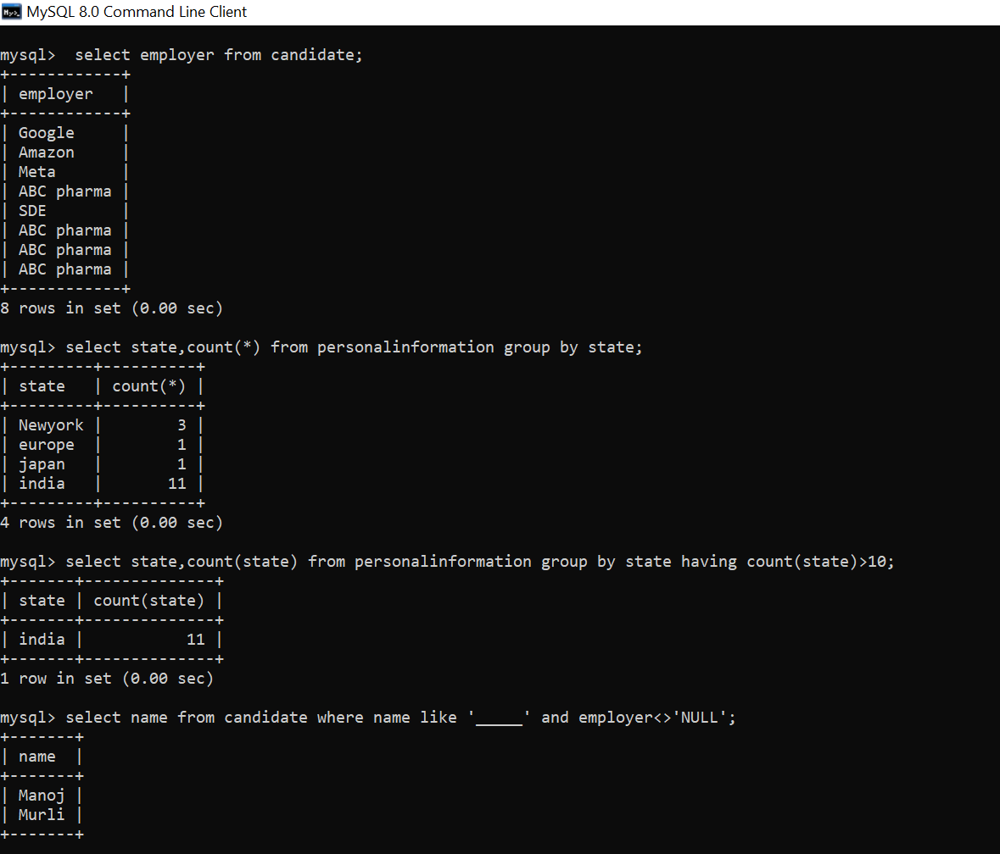 MySQL 8.0 Command Line Client
mysql>  select employer from candidate;
+------------+
| employer   |
+------------+
| Google     |
| Amazon     |
| Meta       |
| ABC pharma |
| SDE        |
| ABC pharma |
| ABC pharma |
| ABC pharma |
+------------+
8 rows in set (0.00 sec)
mysql> select state,count(*) from personalinformation group by state;
+---------+----------+
| state   | count(*) |
+---------+----------+
| Newyork |        3 |
| europe  |        1 |
| japan   |        1 |
| india   |       11 |
+---------+----------+
4 rows in set (0.00 sec)
mysql> select state,count(state) from personalinformation group by state having count(state)>10;
+-------+--------------+
| state | count(state) |
+-------+--------------+
| india |           11 |
+-------+--------------+
1 row in set (0.00 sec)
mysql> select name from candidate where name like '_____' and employer<>'NULL';
+-------+
| name  |
+-------+
| Manoj |
| Murli |
+-------+